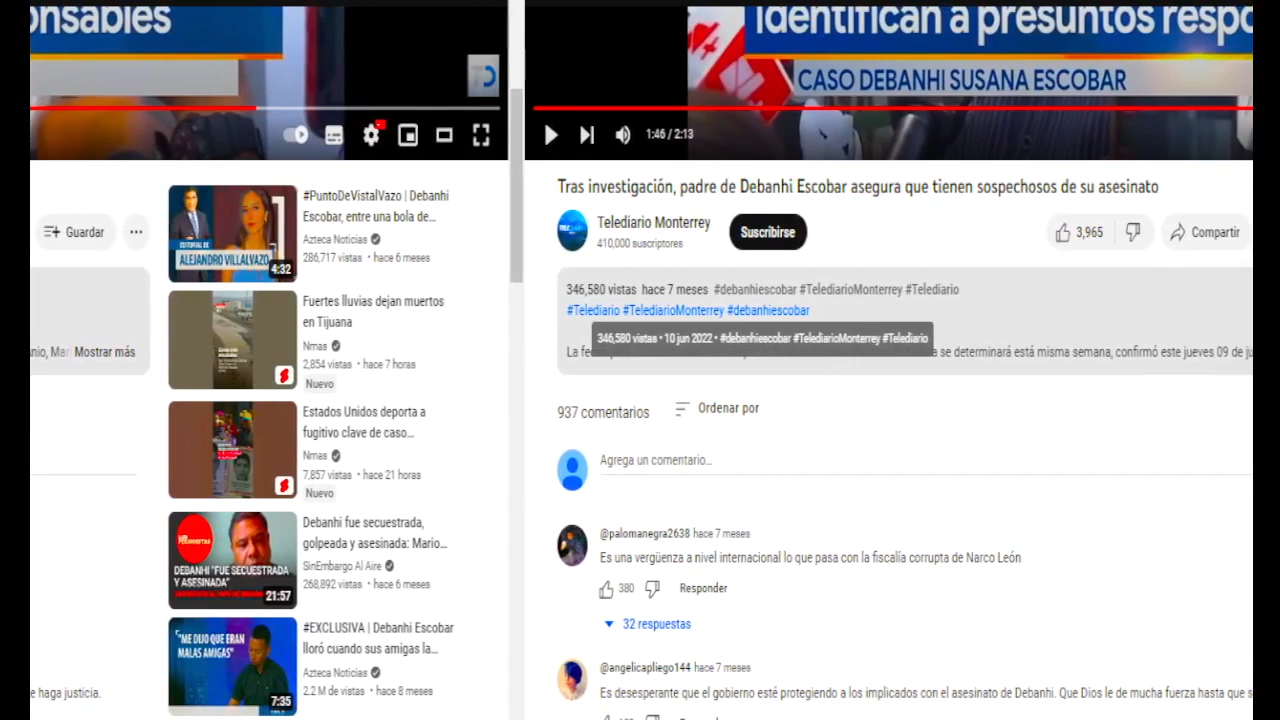 onsables
Guardar
nio, Mar Mostrar más
e haga justicia.
EDITORIAL DE
ALEJANDRO VILLALVAZO
4:32
#PuntoDeVistalVazo | Debanhi
Escobar, entre una bola de...
Azteca Noticias
286,717 vistas • hace 6 meses
Fuertes lluvias dejan muertos
en Tijuana
Nmas
2,854 vistas • hace 7 horas
Nuevo
Estados Unidos deporta a
fugitivo clave de caso...
Nmas
7,857 vistas • hace 21 horas
Nuevo
DEBANHI "FUE SECUESTRADA
Y ASESINADA"
21:57
Debanhi fue secuestrada,
golpeada y asesinada: Mario...
SinEmbargo Al Aire
268,892 vistas • hace 6 meses
"ME DIJO QUE ERAN
MALAS AMIGAS"
7:35
#EXCLUSIVA | Debanhi Escobar
lloró cuando sus amigas la...
Azteca Noticias
2.2 M de vistas • hace 8 meses
Identifican a presuntos respo
CASO DEBANHI SUSANA ESCOBAR
1:46 / 2:13
Tras investigación, padre de Debanhi Escobar asegura que tienen sospechosos de su asesinato
Telediario Monterrey
410,000 suscriptores
Suscribirse
3,965
Compartir
346,580 vistas hace 7 meses #debanhiescobar #TelediarioMonterrey #Telediario
#Telediario #TelediarioMonterrey #debanhiescobar
346,580 vistas • 10 jun 2022 • #debanhiescobar #TelediarioMonterrey #Telediario
La fe a se determinará está misma semana, confirmó este jueves 09 de ju
937 comentarios
Ordenar por
Agrega un comentario...
@palomanegra2638 hace 7 meses
Es una vergüenza a nivel internacional lo que pasa con la fiscalía corrupta de Narco León
380 Responder
32 respuestas
@angelicapliego144 hace 7 meses
Es desesperante que el gobierno esté protegiendo a los implicados con el asesinato de Debanhi. Que Dios le de mucha fuerza hasta que s